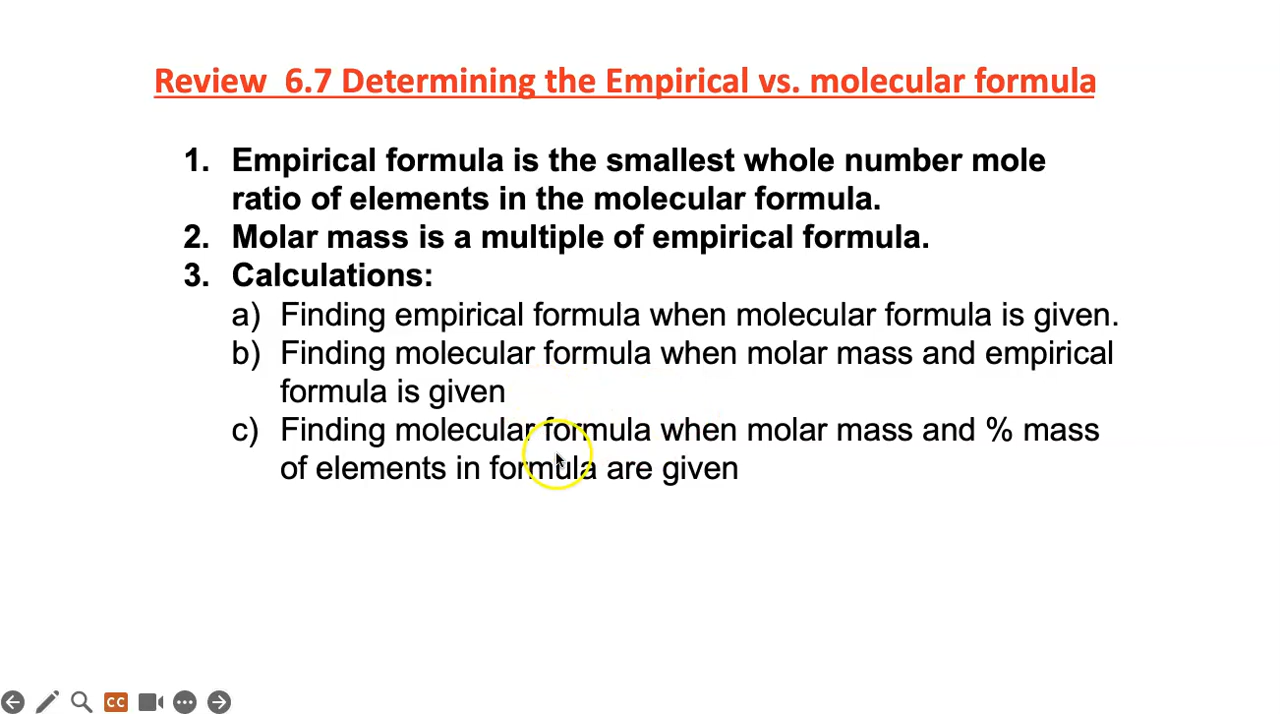 Review 6.7 Determining the Empirical vs. molecular formula
1. Empirical formula is the smallest whole number mole
ratio of elements in the molecular formula.
2. Molar mass is a multiple of empirical formula.
3. Calculations:
a) Finding empirical formula when molecular formula is given.
b) Finding molecular formula when molar mass and empirical
formula is given
c) Finding molecular formula when molar mass and % mass
of elements in formula are given
CC